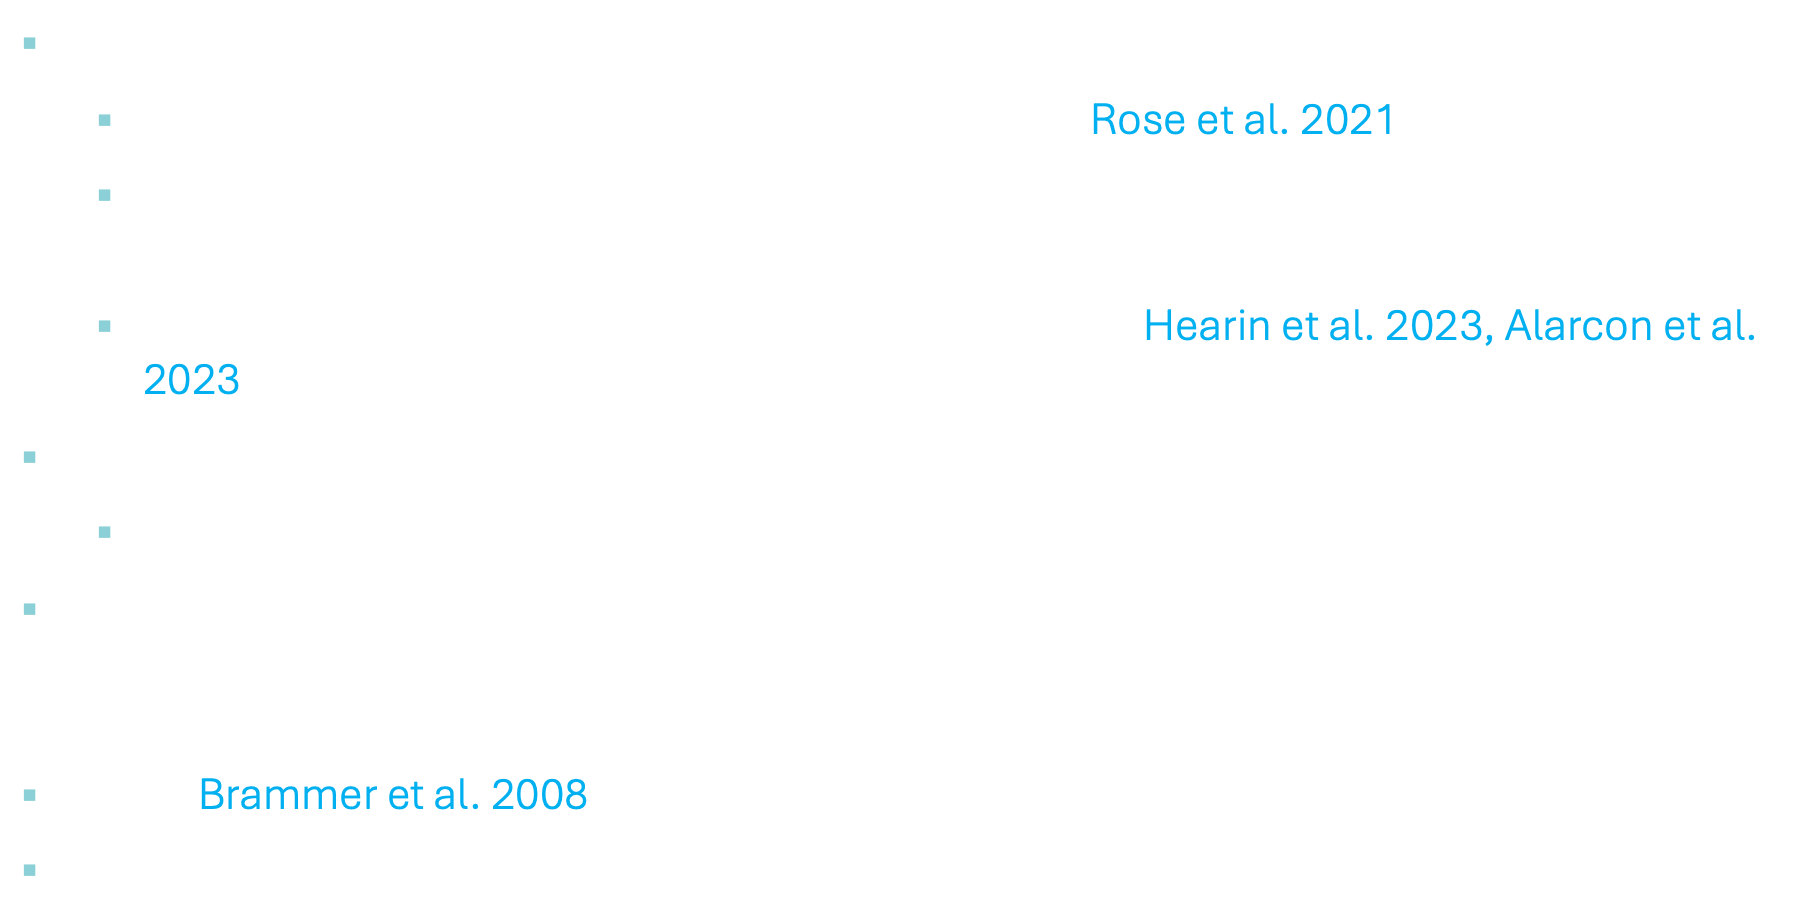 Rose et al. 2021
Hearin et al. 2023, Alarcon et al.
2023
Brammer et al. 2008